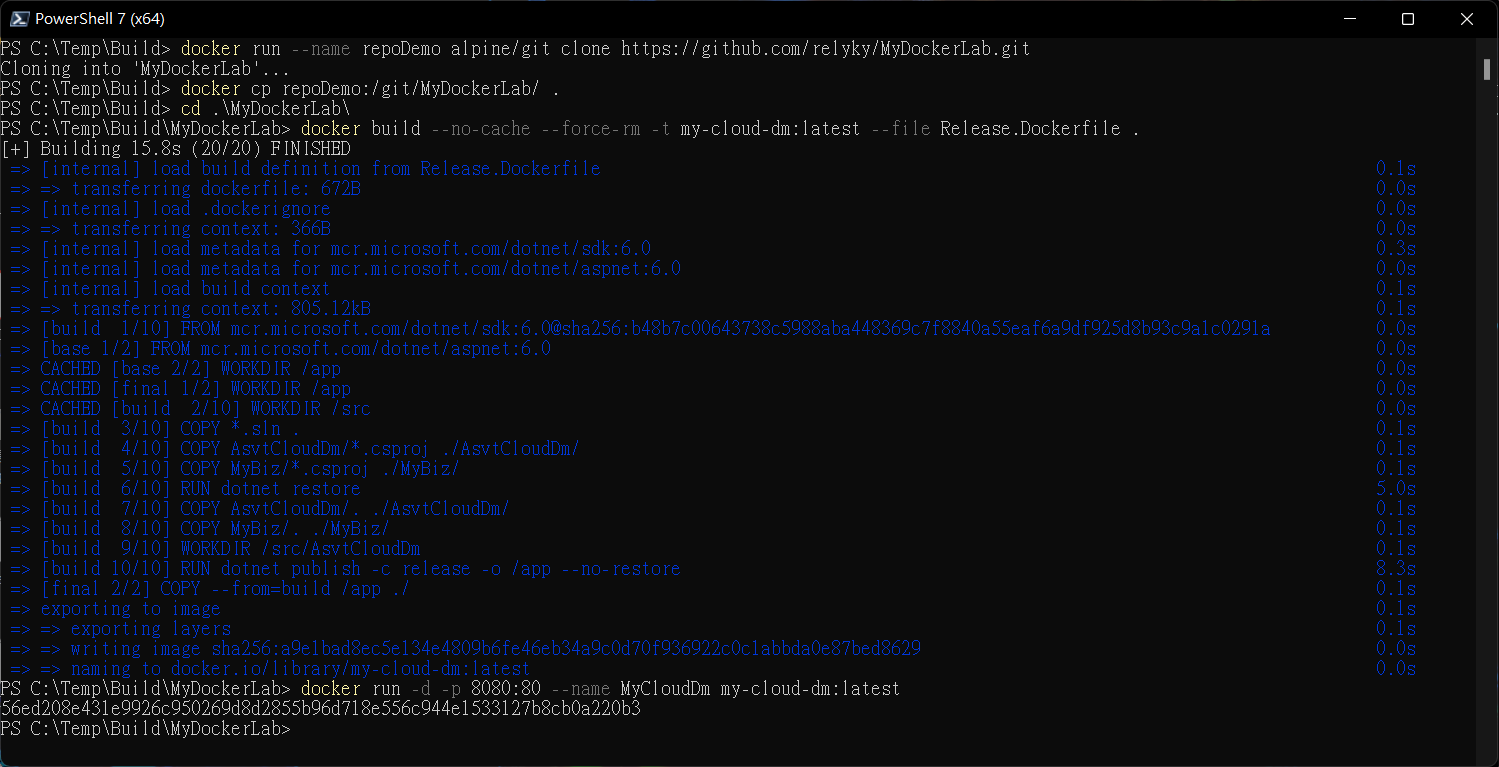 PowerShell 7 (x64)
PS C:\Temp\Build> docker run --name repoDemo alpine/git clone https://github.com/relyky/MyDockerLab.git
Cloning into 'MyDockerLab'...
PS C:\Temp\Build> docker cp repoDemo:/git/MyDockerLab/ .
PS C:\Temp\Build> cd .\MyDockerLab\
PS C:\Temp\Build\MyDockerLab> docker build --no-cache --force-rm -t my-cloud-dm:latest --file Release.Dockerfile .
[+] Building 15.8s (20/20) FINISHED
=> [internal] load build definition from Release.Dockerfile 0.1s
=> => transferring dockerfile: 672B 0.0s
=> [internal] load .dockerignore 0.0s
=> => transferring context: 366B 0.0s
=> [internal] load metadata for mcr.microsoft.com/dotnet/sdk:6.0 0.3s
=> [internal] load metadata for mcr.microsoft.com/dotnet/aspnet:6.0 0.0s
=> [internal] load build context 0.1s
=> => transferring context: 805.12kB 0.1s
=> [build  1/10] FROM mcr.microsoft.com/dotnet/sdk:6.0@sha256:b48b7c00643738c5988aba448369c7f8840a55eaf6a9df925d8b93c9a1c0291a 0.0s
=> [base 1/2] FROM mcr.microsoft.com/dotnet/aspnet:6.0 0.0s
=> CACHED [base 2/2] WORKDIR /app 0.0s
=> CACHED [final 1/2] WORKDIR /app 0.0s
=> CACHED [build  2/10] WORKDIR /src 0.0s
=> [build  3/10] COPY *.sln . 0.1s
=> [build  4/10] COPY AsvtCloudDm/*.csproj ./AsvtCloudDm/ 0.1s
=> [build  5/10] COPY MyBiz/*.csproj ./MyBiz/ 0.1s
=> [build  6/10] RUN dotnet restore 5.0s
=> [build  7/10] COPY AsvtCloudDm/. ./AsvtCloudDm/ 0.1s
=> [build  8/10] COPY MyBiz/. ./MyBiz/ 0.1s
=> [build  9/10] WORKDIR /src/AsvtCloudDm 0.1s
=> [build 10/10] RUN dotnet publish -c release -o /app --no-restore 8.3s
=> [final 2/2] COPY --from=build /app ./ 0.1s
=> exporting to image 0.1s
=> => exporting layers 0.1s
=> => writing image sha256:a9e1bad8ec5e134e4809b6fe46eb34a9c0d70f936922c0c1abbda0e87bed8629 0.0s
=> => naming to docker.io/library/my-cloud-dm:latest 0.0s
PS C:\Temp\Build\MyDockerLab> docker run -d -p 8080:80 --name MyCloudDm my-cloud-dm:latest
56ed208e431e9926c950269d8d2855b96d718e556c944e1533127b8cb0a220b3
PS C:\Temp\Build\MyDockerLab>